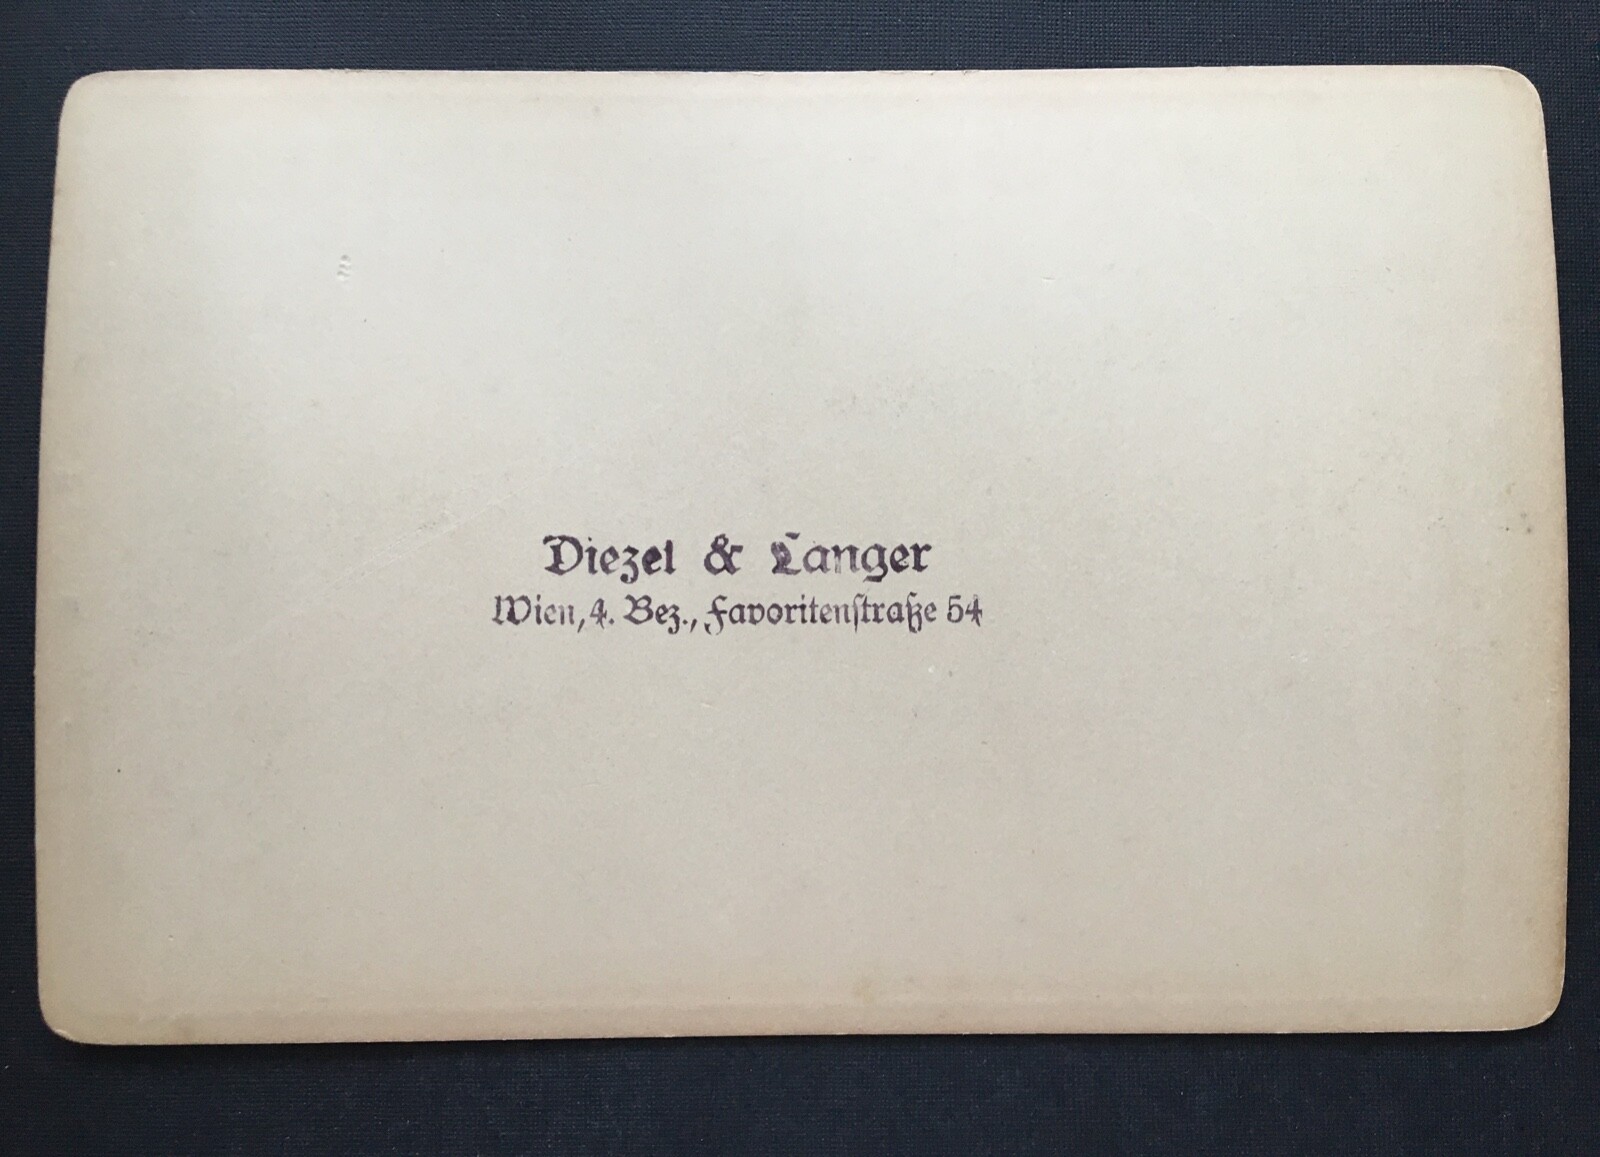 Diezel & Langer
Wien, 4. Bez., Favoritenſtraße 54